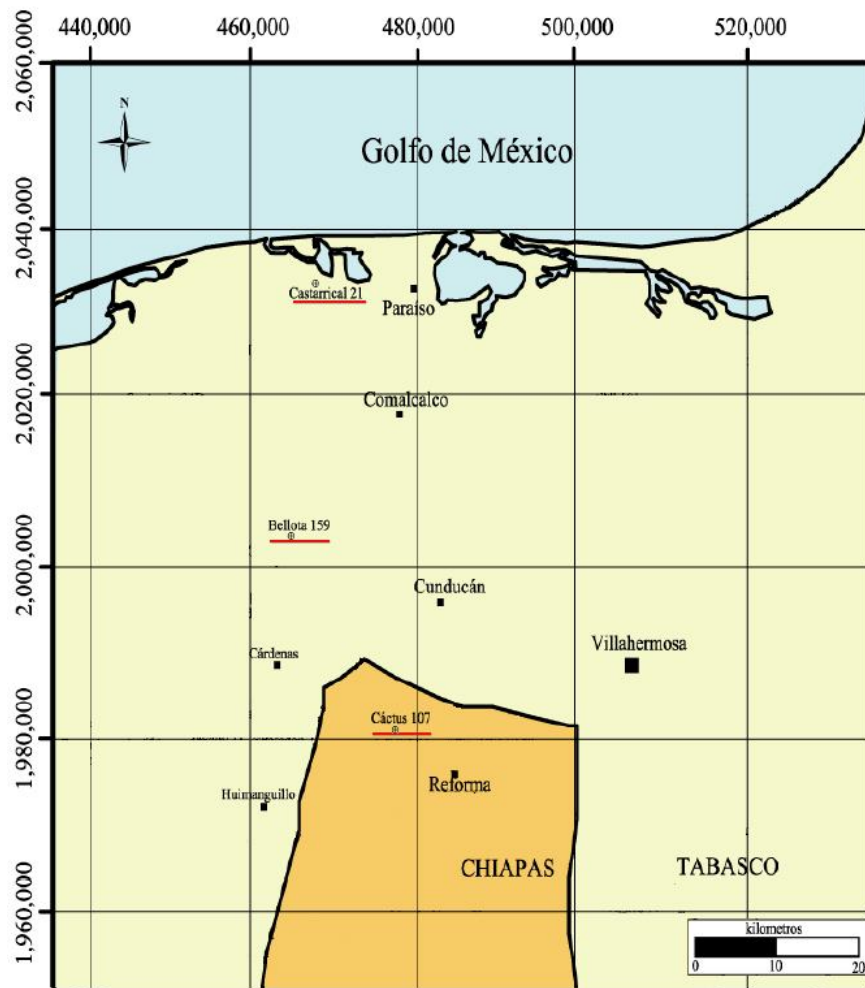 440,000 460,000 480,000 500,000 520,000
2,060,000
N
Golfo de México
2,040,000
Castarrical 21
Paraíso
2,020,000
Comalcalco
Bellota 159
2,000,000
Cunducán
Villahermosa
Cárdenas
Cáctus 107
1,980,000
Reforma
Huimanguillo
CHIAPAS TABASCO
1,960,000
kilometros
0 10 20